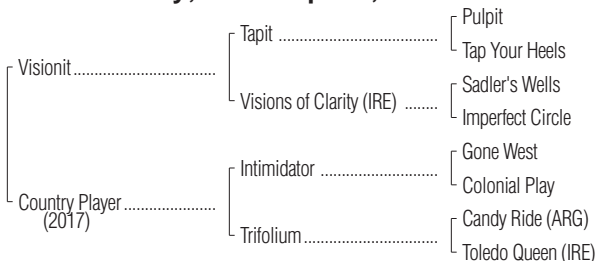 Pulpit
Tapit
Tap Your Heels
Visionit
Sadler's Wells
Visions of Clarity (IRE)
Imperfect Circle
Gone West
Intimidator
Colonial Play
Country Player
(2017)
Candy Ride (ARG)
Trifolium
Toledo Queen (IRE)